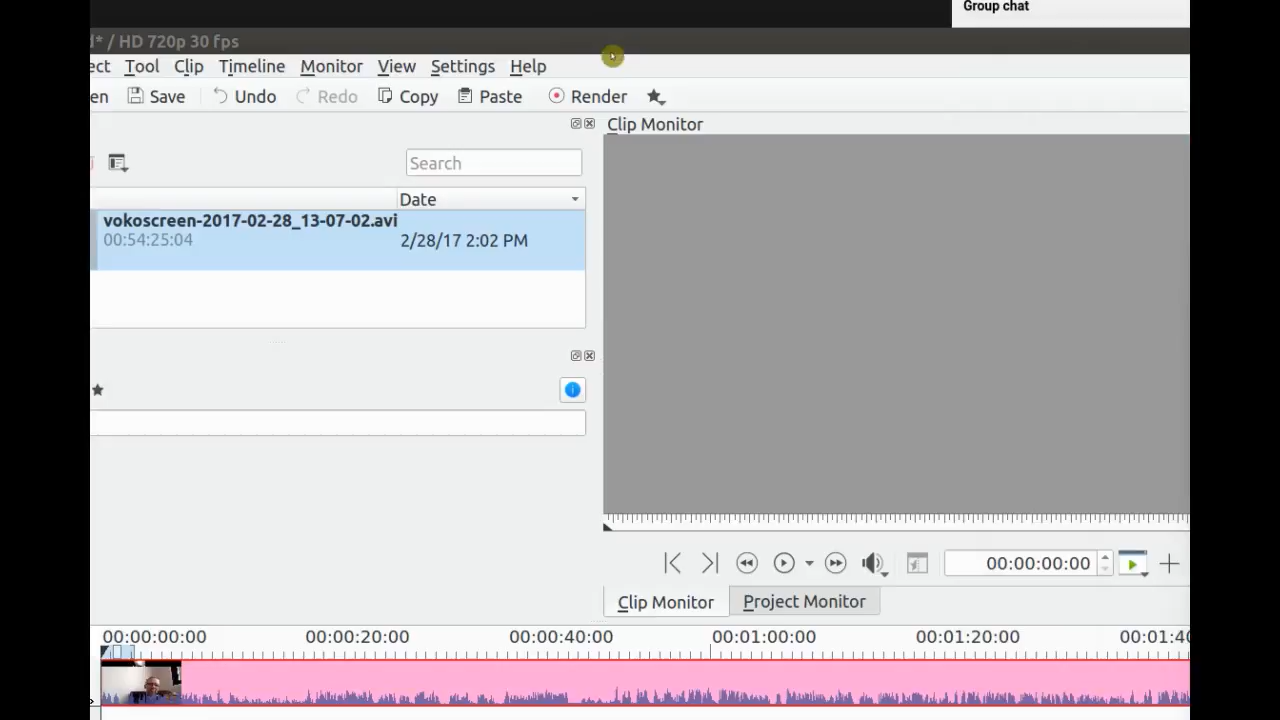 Group chat
d* / HD 720p 30 fps
ect Tool Clip Timeline Monitor View Settings Help
en Save Undo Redo Copy Paste Render
Clip Monitor
Search
Date
vokoscreen-2017-02-28_13-07-02.avi
00:54:25:04
2/28/17 2:02 PM
00:00:00:00
Clip Monitor Project Monitor
00:00:00:00 00:00:20:00 00:00:40:00 00:01:00:00 00:01:20:00 00:01:40